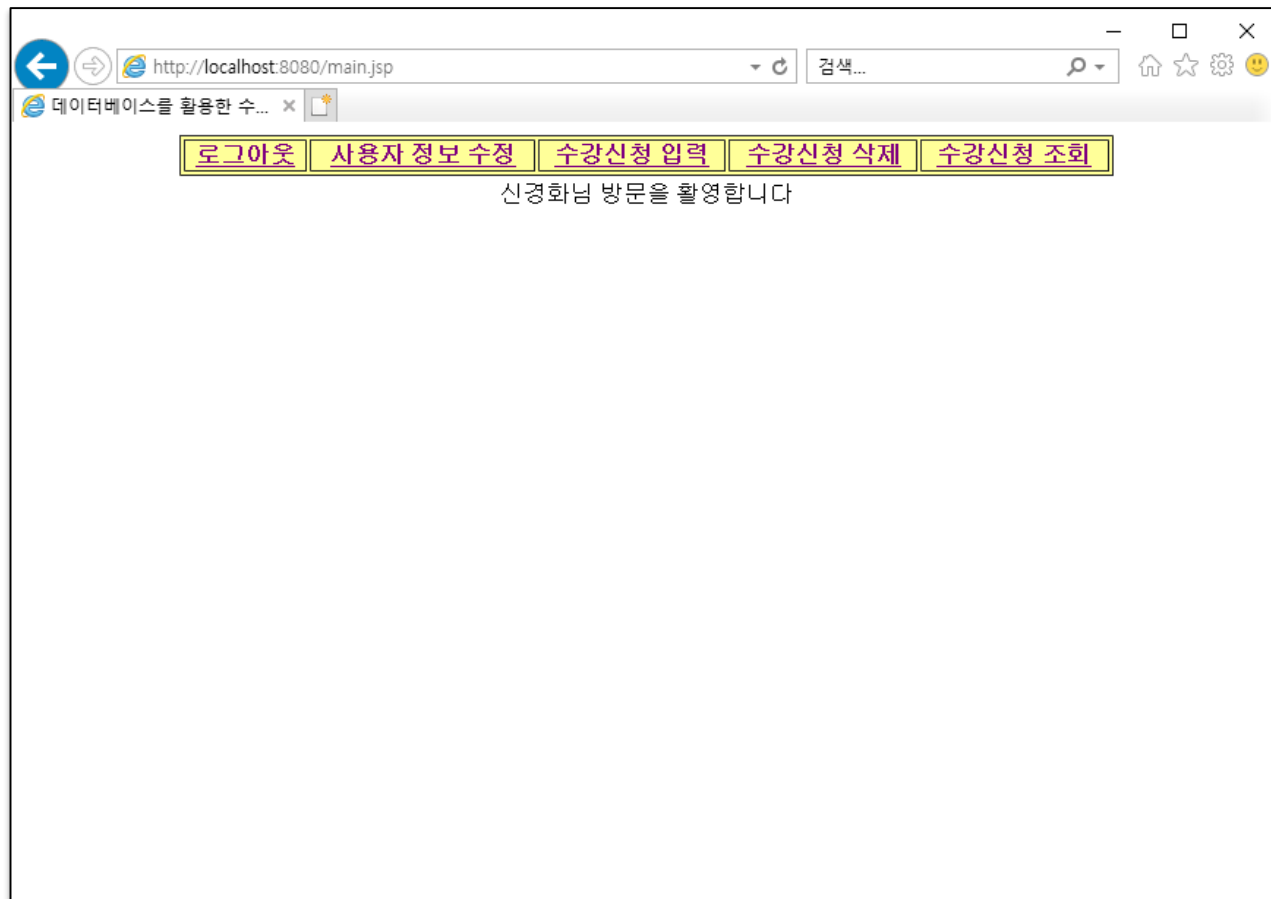 http://localhost:8080/main.jsp 검색...
데이터베이스를 활용한 수...
로그아웃 사용자 정보 수정 수강신청 입력 수강신청 삭제 수강신청 조회
신경화님 방문을 활영합니다